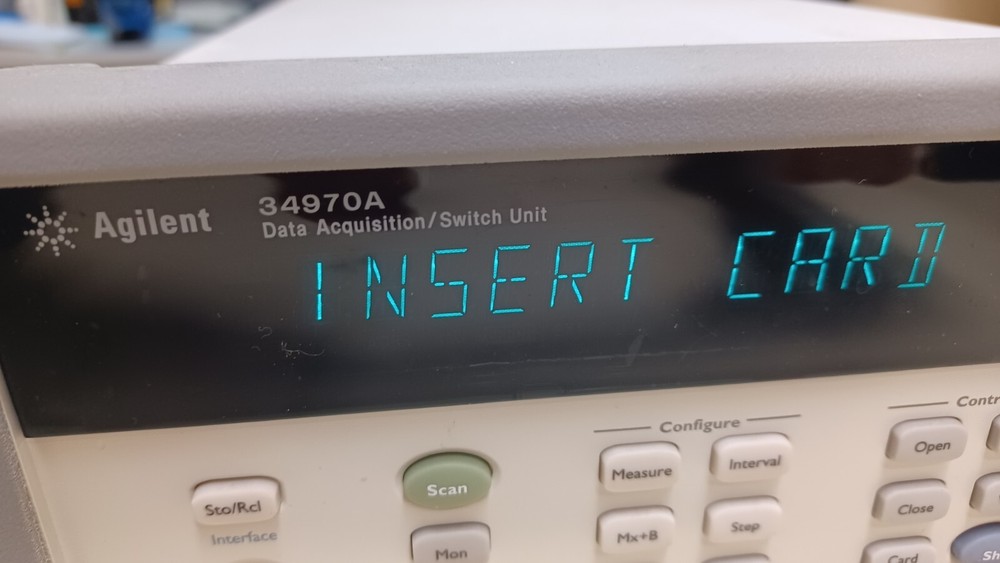 Agilent
34970A
Data Acquisition/Switch Unit
INSERT CARD
Configure
Measure
Interval
Open
Sto/Rcl
Scan
Mx+B
Step
Close
Interface
Mon
Card